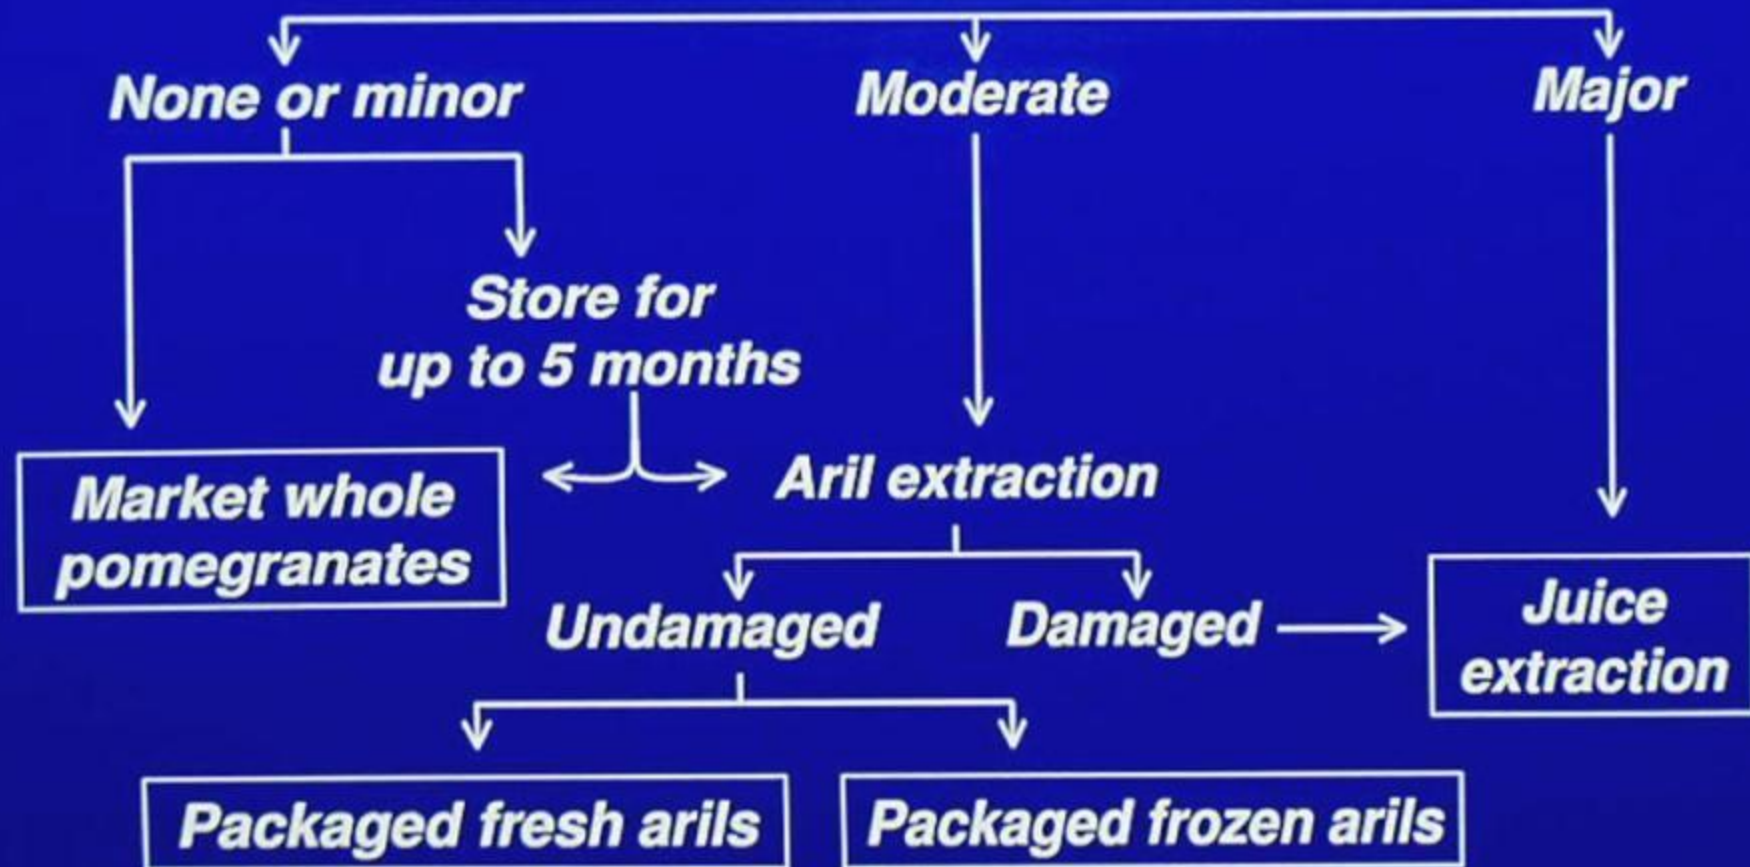 None or minor
Moderate
Major
Store for
up to 5 months
Market whole
pomegranates
Aril extraction
Undamaged
Damaged
Juice
extraction
Packaged fresh arils
Packaged frozen arils